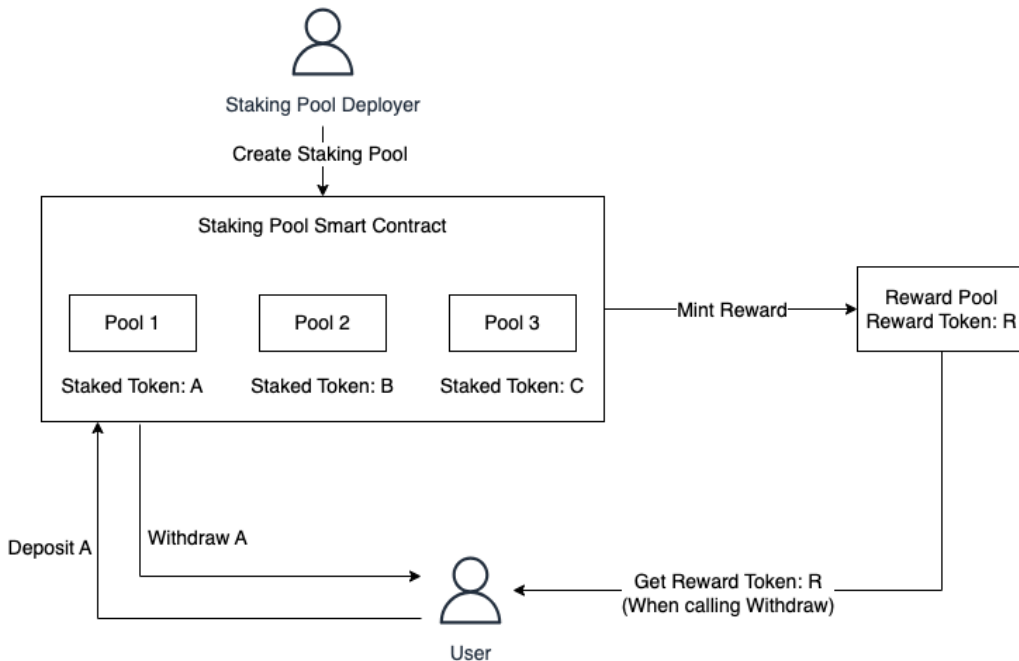 Staking Pool Deployer
Create Staking Pool
Staking Pool Smart Contract
Pool 1
Pool 2
Pool 3
Staked Token: A
Staked Token: B
Staked Token: C
Mint Reward
Reward Pool
Reward Token: R
Deposit A
Withdraw A
Get Reward Token: R
(When calling Withdraw)
User